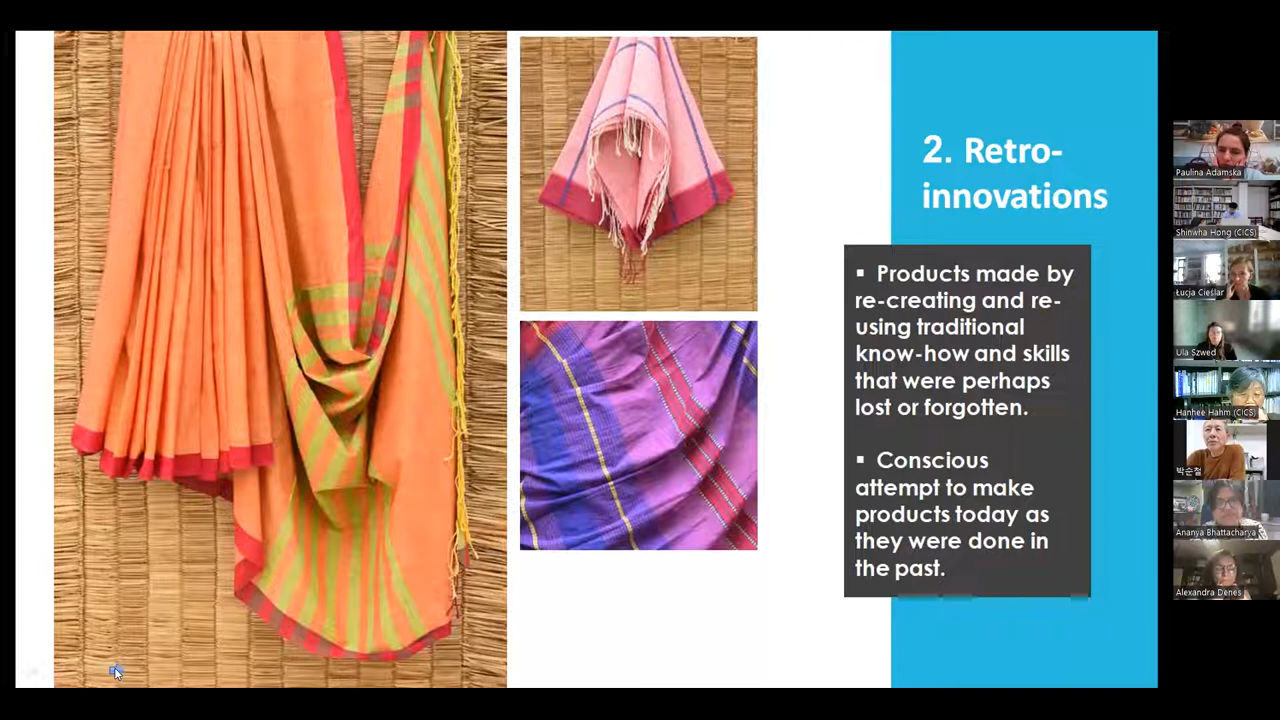 2. Retro-
innovations
▪ Products made by
re-creating and re-
using traditional
know-how and skills
that were perhaps
lost or forgotten.
▪ Conscious
attempt to make
products today as
they were done in
the past.
Paulina Adamska
Shinwha Hong (CICS)
Łucja Cieślar
Ula Szwed
Hanhee Hahm (CICS)
박순철
Ananya Bhattacharya
Alexandra Denes